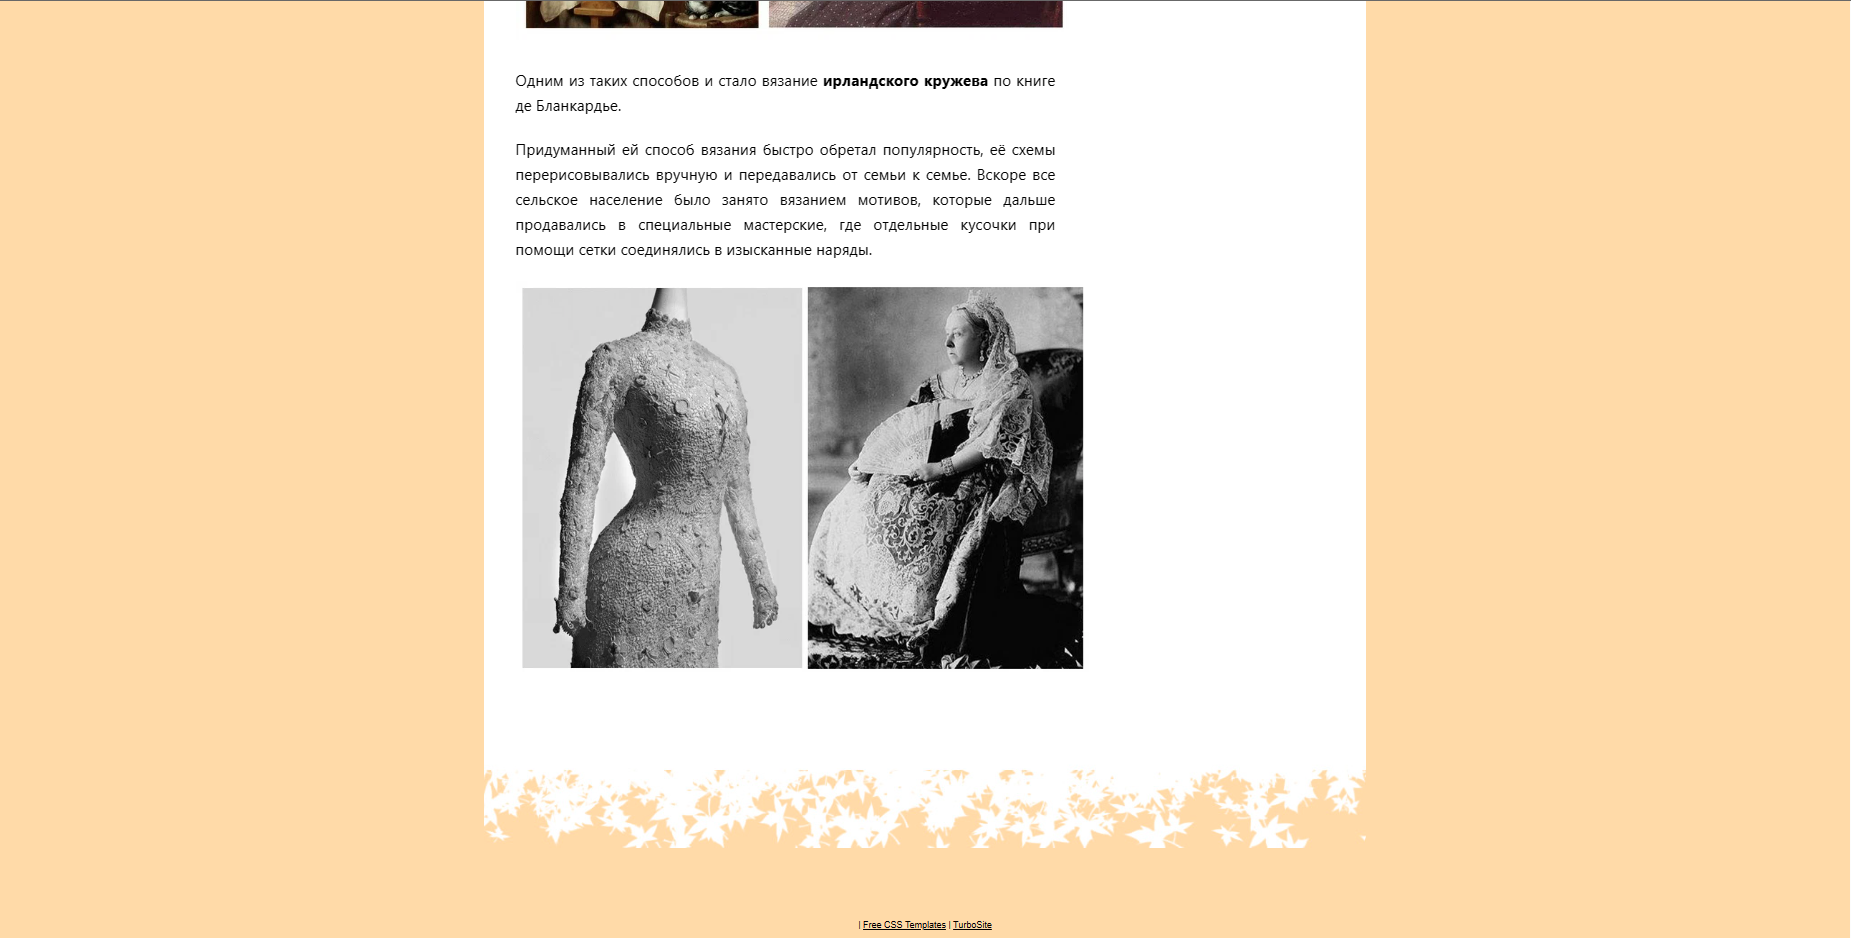 Одним из таких способов и стало вязание ирландского кружева по книге
де Бланкардье.
Придуманный ей способ вязания быстро обретал популярность, её схемы
перерисовывались вручную и передавались от семьи к семье. Вскоре все
сельское население было занято вязанием мотивов, которые дальше
продавались в специальные мастерские, где отдельные кусочки при
помощи сетки соединялись в изысканные наряды.
| Free CSS Templates | TurboSite